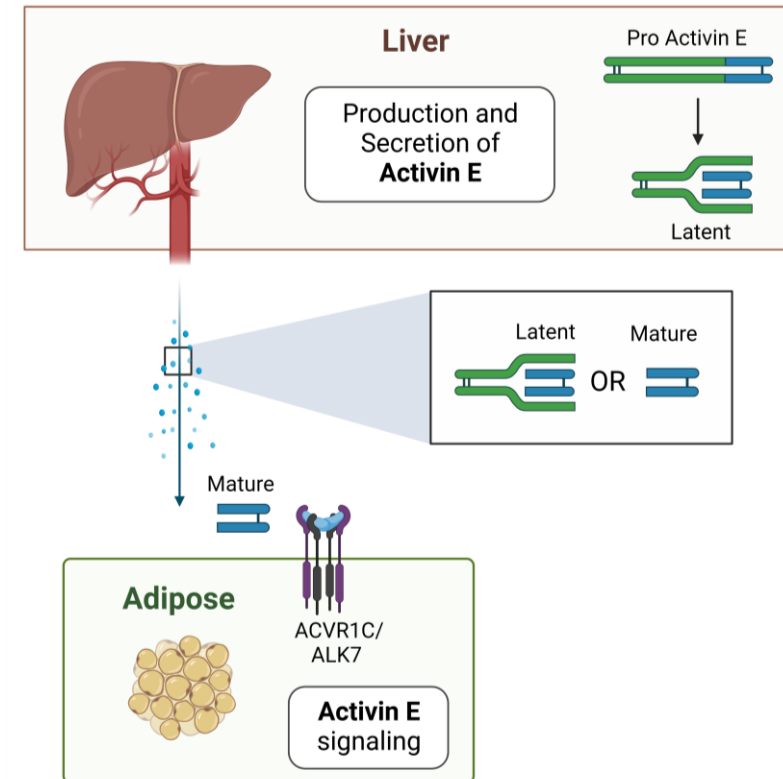 Liver
Pro Activin E
Production and
Secretion of
Activin E
Latent
Latent
Mature
OR
Mature
Adipose
ACVR1C/
ALK7
Activin E
signaling